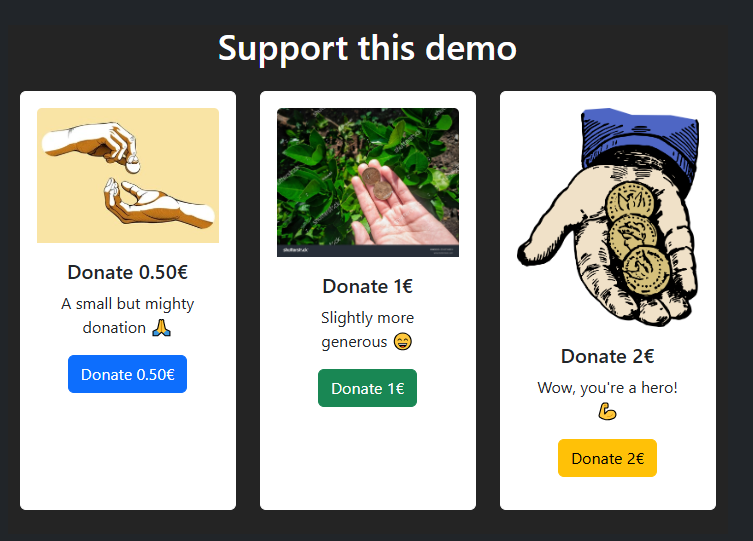 Support this demo
Donate 0.50€
A small but mighty
donation 🙏
Donate 0.50€
Donate 1€
Slightly more
generous 😄
Donate 1€
Donate 2€
Wow, you're a hero!
💪
Donate 2€